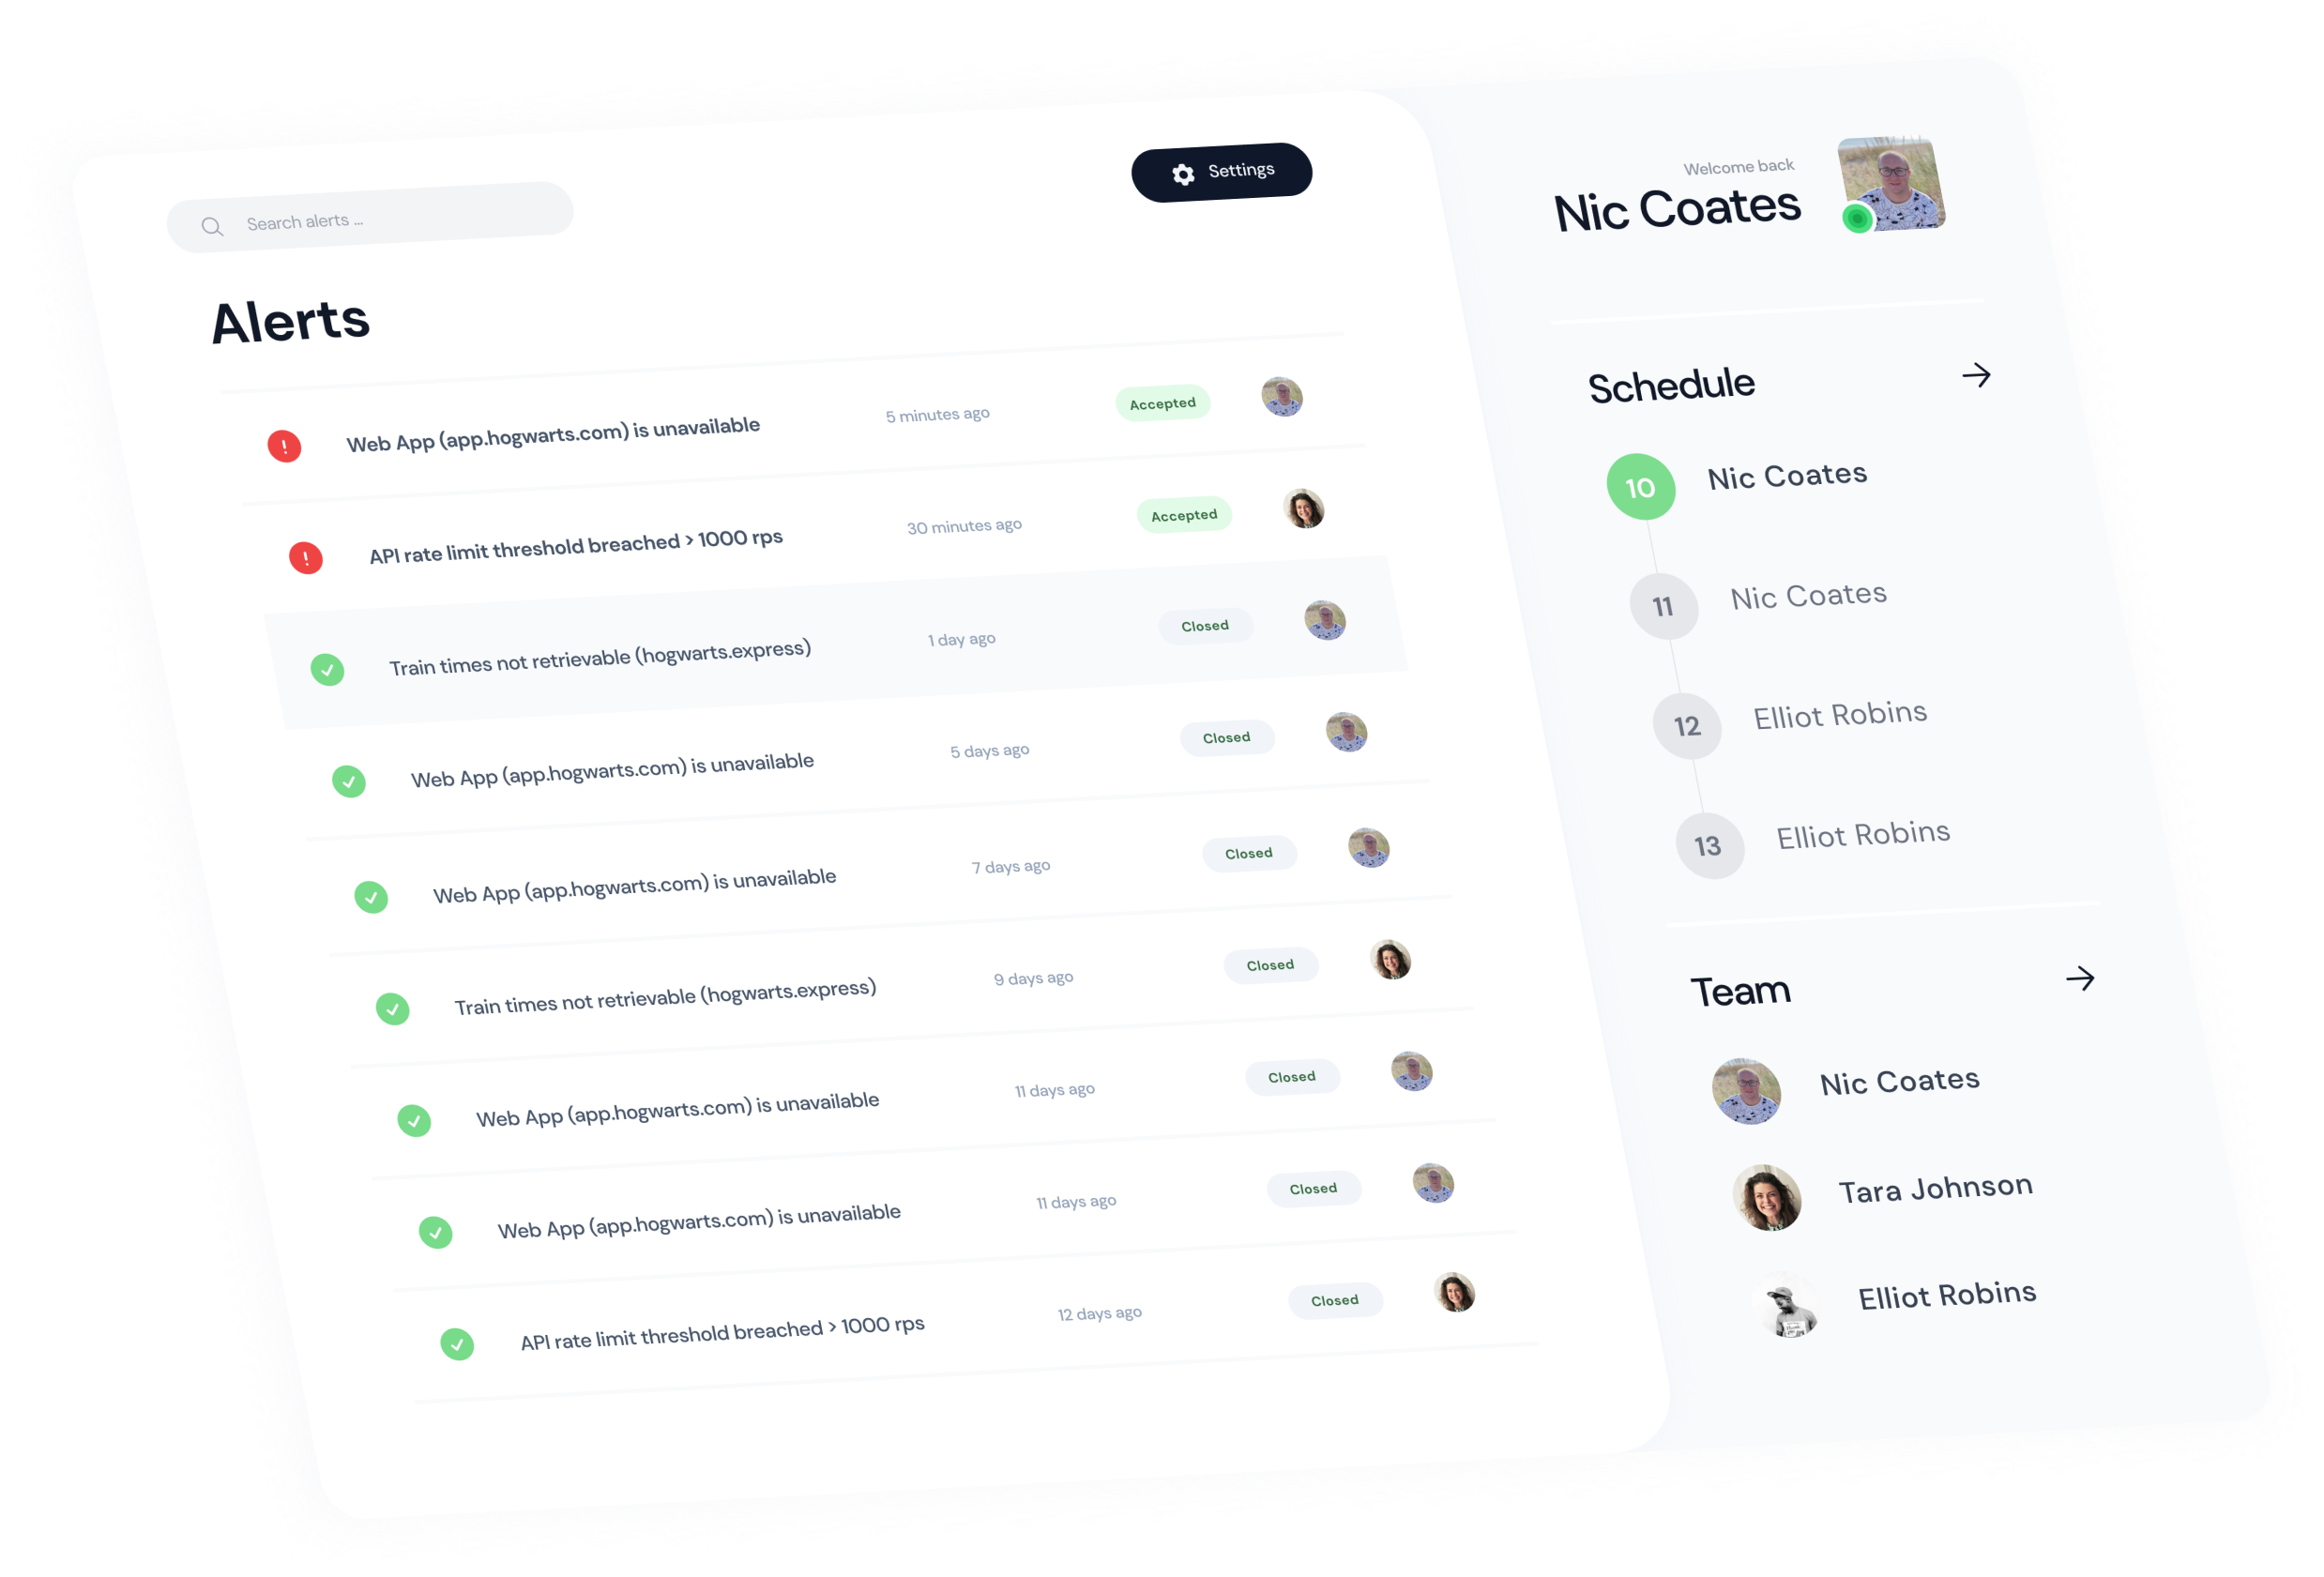 Search alerts ...
Settings
Alerts
Web App (app.hogwarts.com) is unavailable 5 minutes ago Accepted
API rate limit threshold breached > 1000 rps 30 minutes ago Accepted
Train times not retrievable (hogwarts.express) 1 day ago Closed
Web App (app.hogwarts.com) is unavailable 5 days ago Closed
Web App (app.hogwarts.com) is unavailable 7 days ago Closed
Train times not retrievable (hogwarts.express) 9 days ago Closed
Web App (app.hogwarts.com) is unavailable 11 days ago Closed
Web App (app.hogwarts.com) is unavailable 11 days ago Closed
API rate limit threshold breached > 1000 rps 12 days ago Closed
Welcome back
Nic Coates
Schedule
10 Nic Coates
11 Nic Coates
12 Elliot Robins
13 Elliot Robins
Team
Nic Coates
Tara Johnson
Elliot Robins